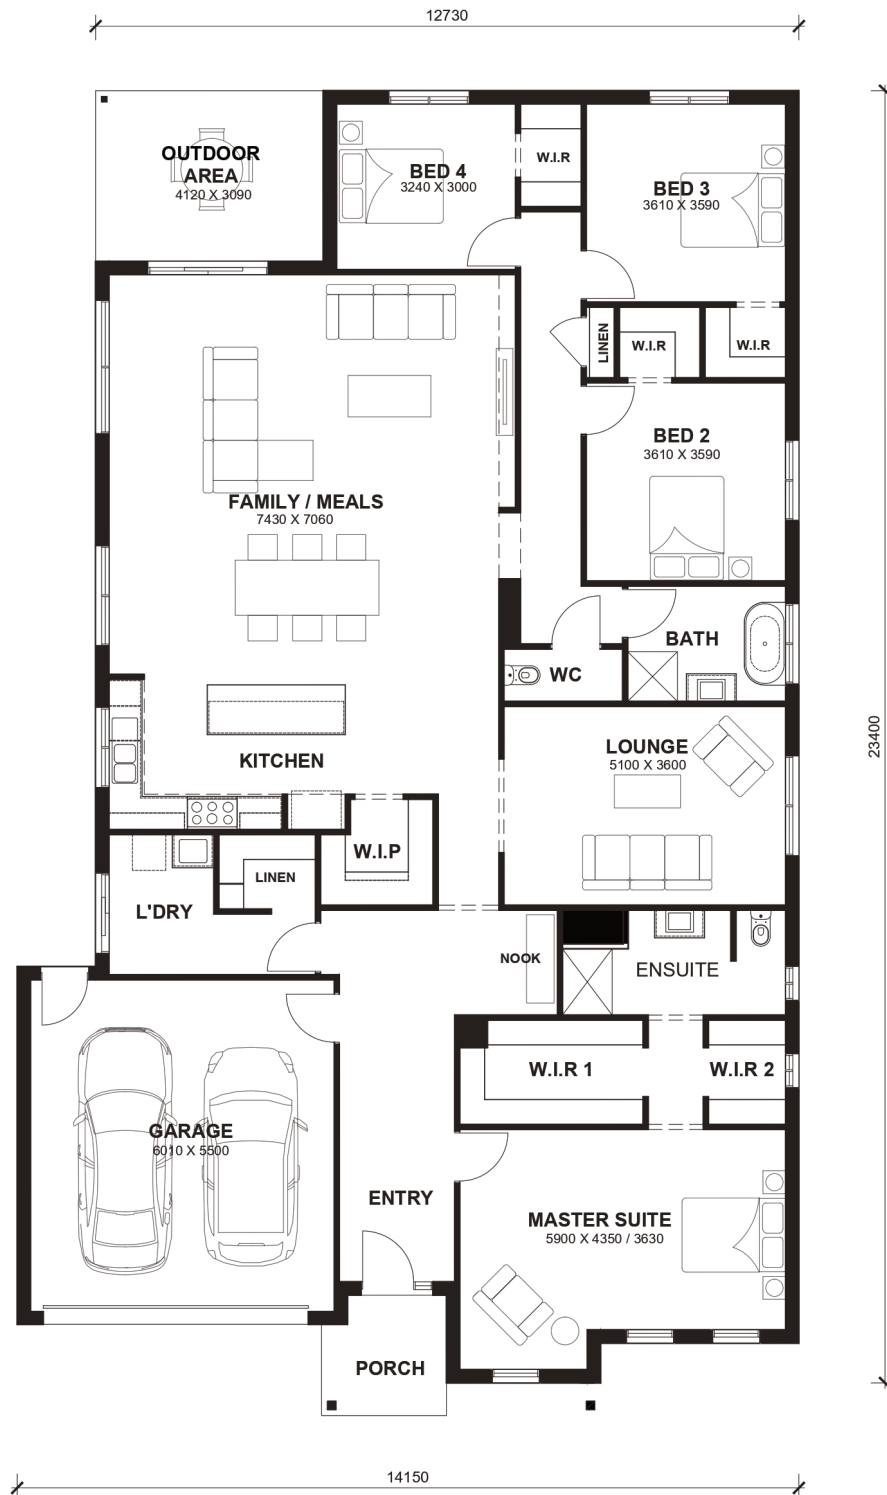 12730
OUTDOOR
AREA
4120 X 3090
BED 4
3240 X 3000
W.I.R
BED 3
3610 X 3590
LINEN
W.I.R
W.I.R
BED 2
3610 X 3590
FAMILY / MEALS
7430 X 7060
BATH
WC
KITCHEN
LOUNGE
5100 X 3600
23400
W.I.P
LINEN
L'DRY
NOOK
ENSUITE
W.I.R 1
W.I.R 2
GARAGE
6010 X 5500
ENTRY
MASTER SUITE
5900 X 4350 / 3630
PORCH
14150